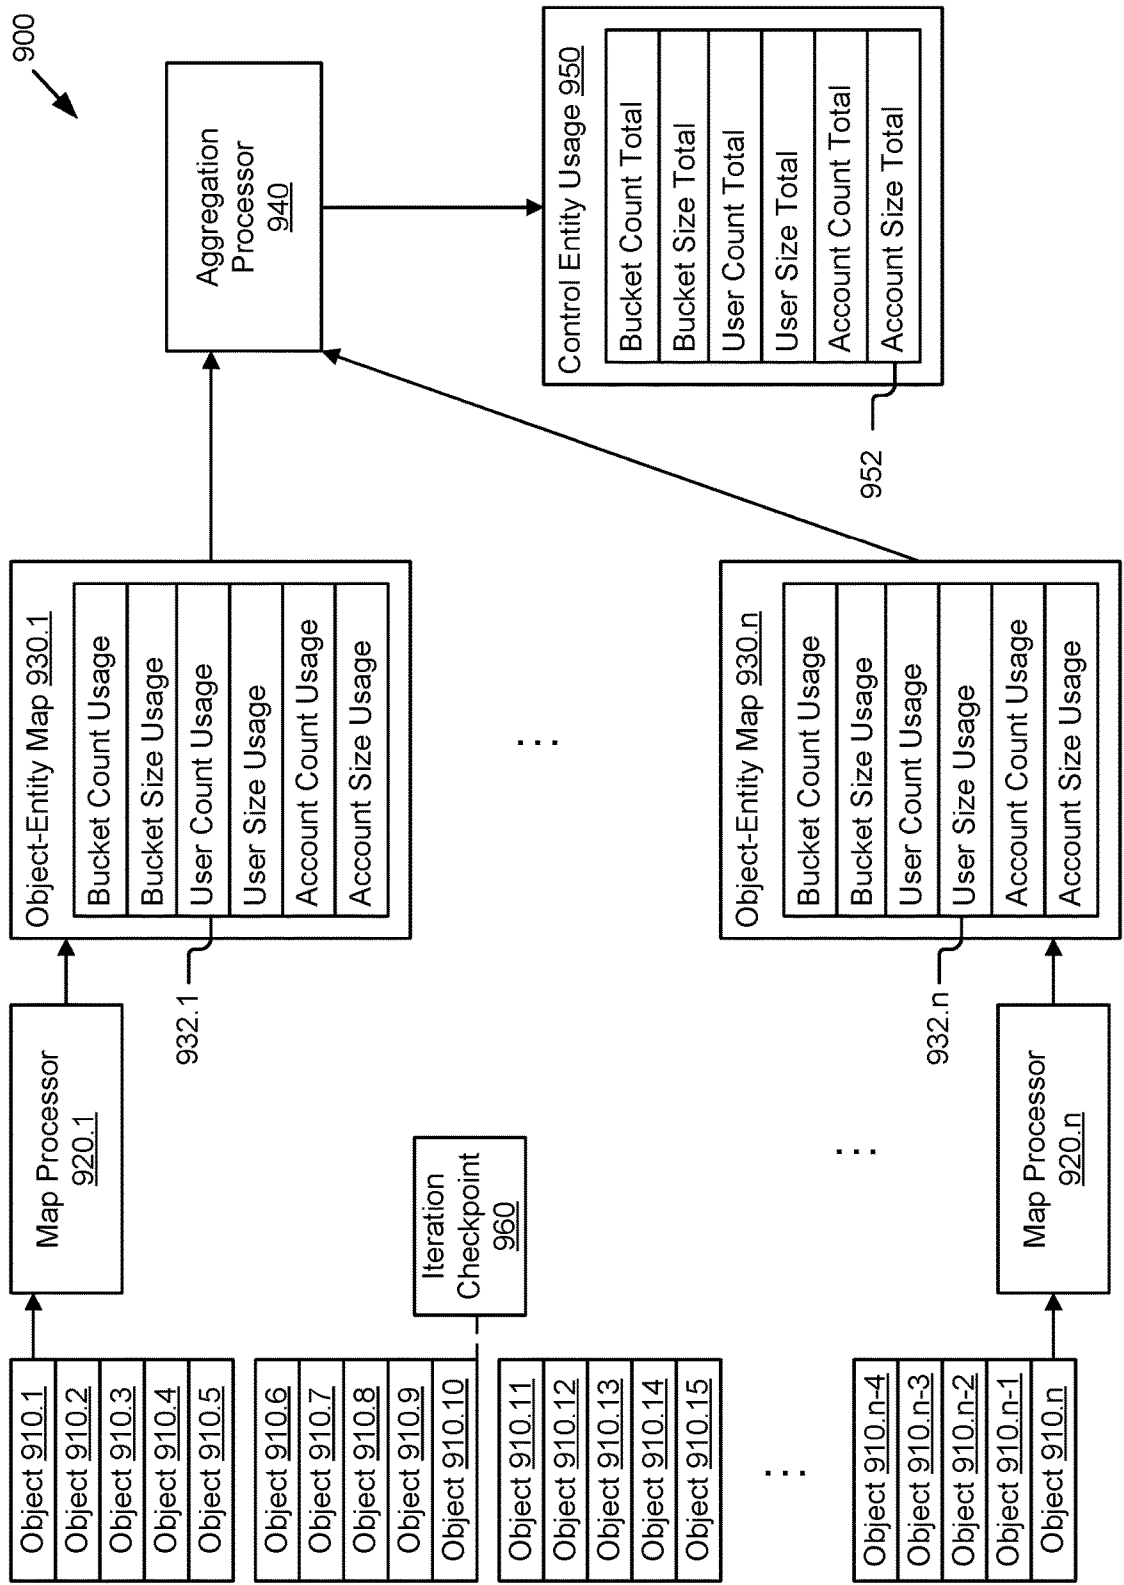 900
Object 910.1
Object 910.2
Object 910.3
Object 910.4
Object 910.5
Object 910.6
Object 910.7
Object 910.8
Object 910.9
Object 910.10
Object 910.11
Object 910.12
Object 910.13
Object 910.14
Object 910.15
...
Object 910.n-4
Object 910.n-3
Object 910.n-2
Object 910.n-1
Object 910.n
Map Processor
920.1
Iteration
Checkpoint
960
...
Map Processor
920.n
Object-Entity Map 930.1
Bucket Count Usage
Bucket Size Usage
User Count Usage
User Size Usage
Account Count Usage
Account Size Usage
932.1
...
Object-Entity Map 930.n
Bucket Count Usage
Bucket Size Usage
User Count Usage
User Size Usage
Account Count Usage
Account Size Usage
932.n
Aggregation
Processor
940
Control Entity Usage 950
Bucket Count Total
Bucket Size Total
User Count Total
User Size Total
Account Count Total
Account Size Total
952